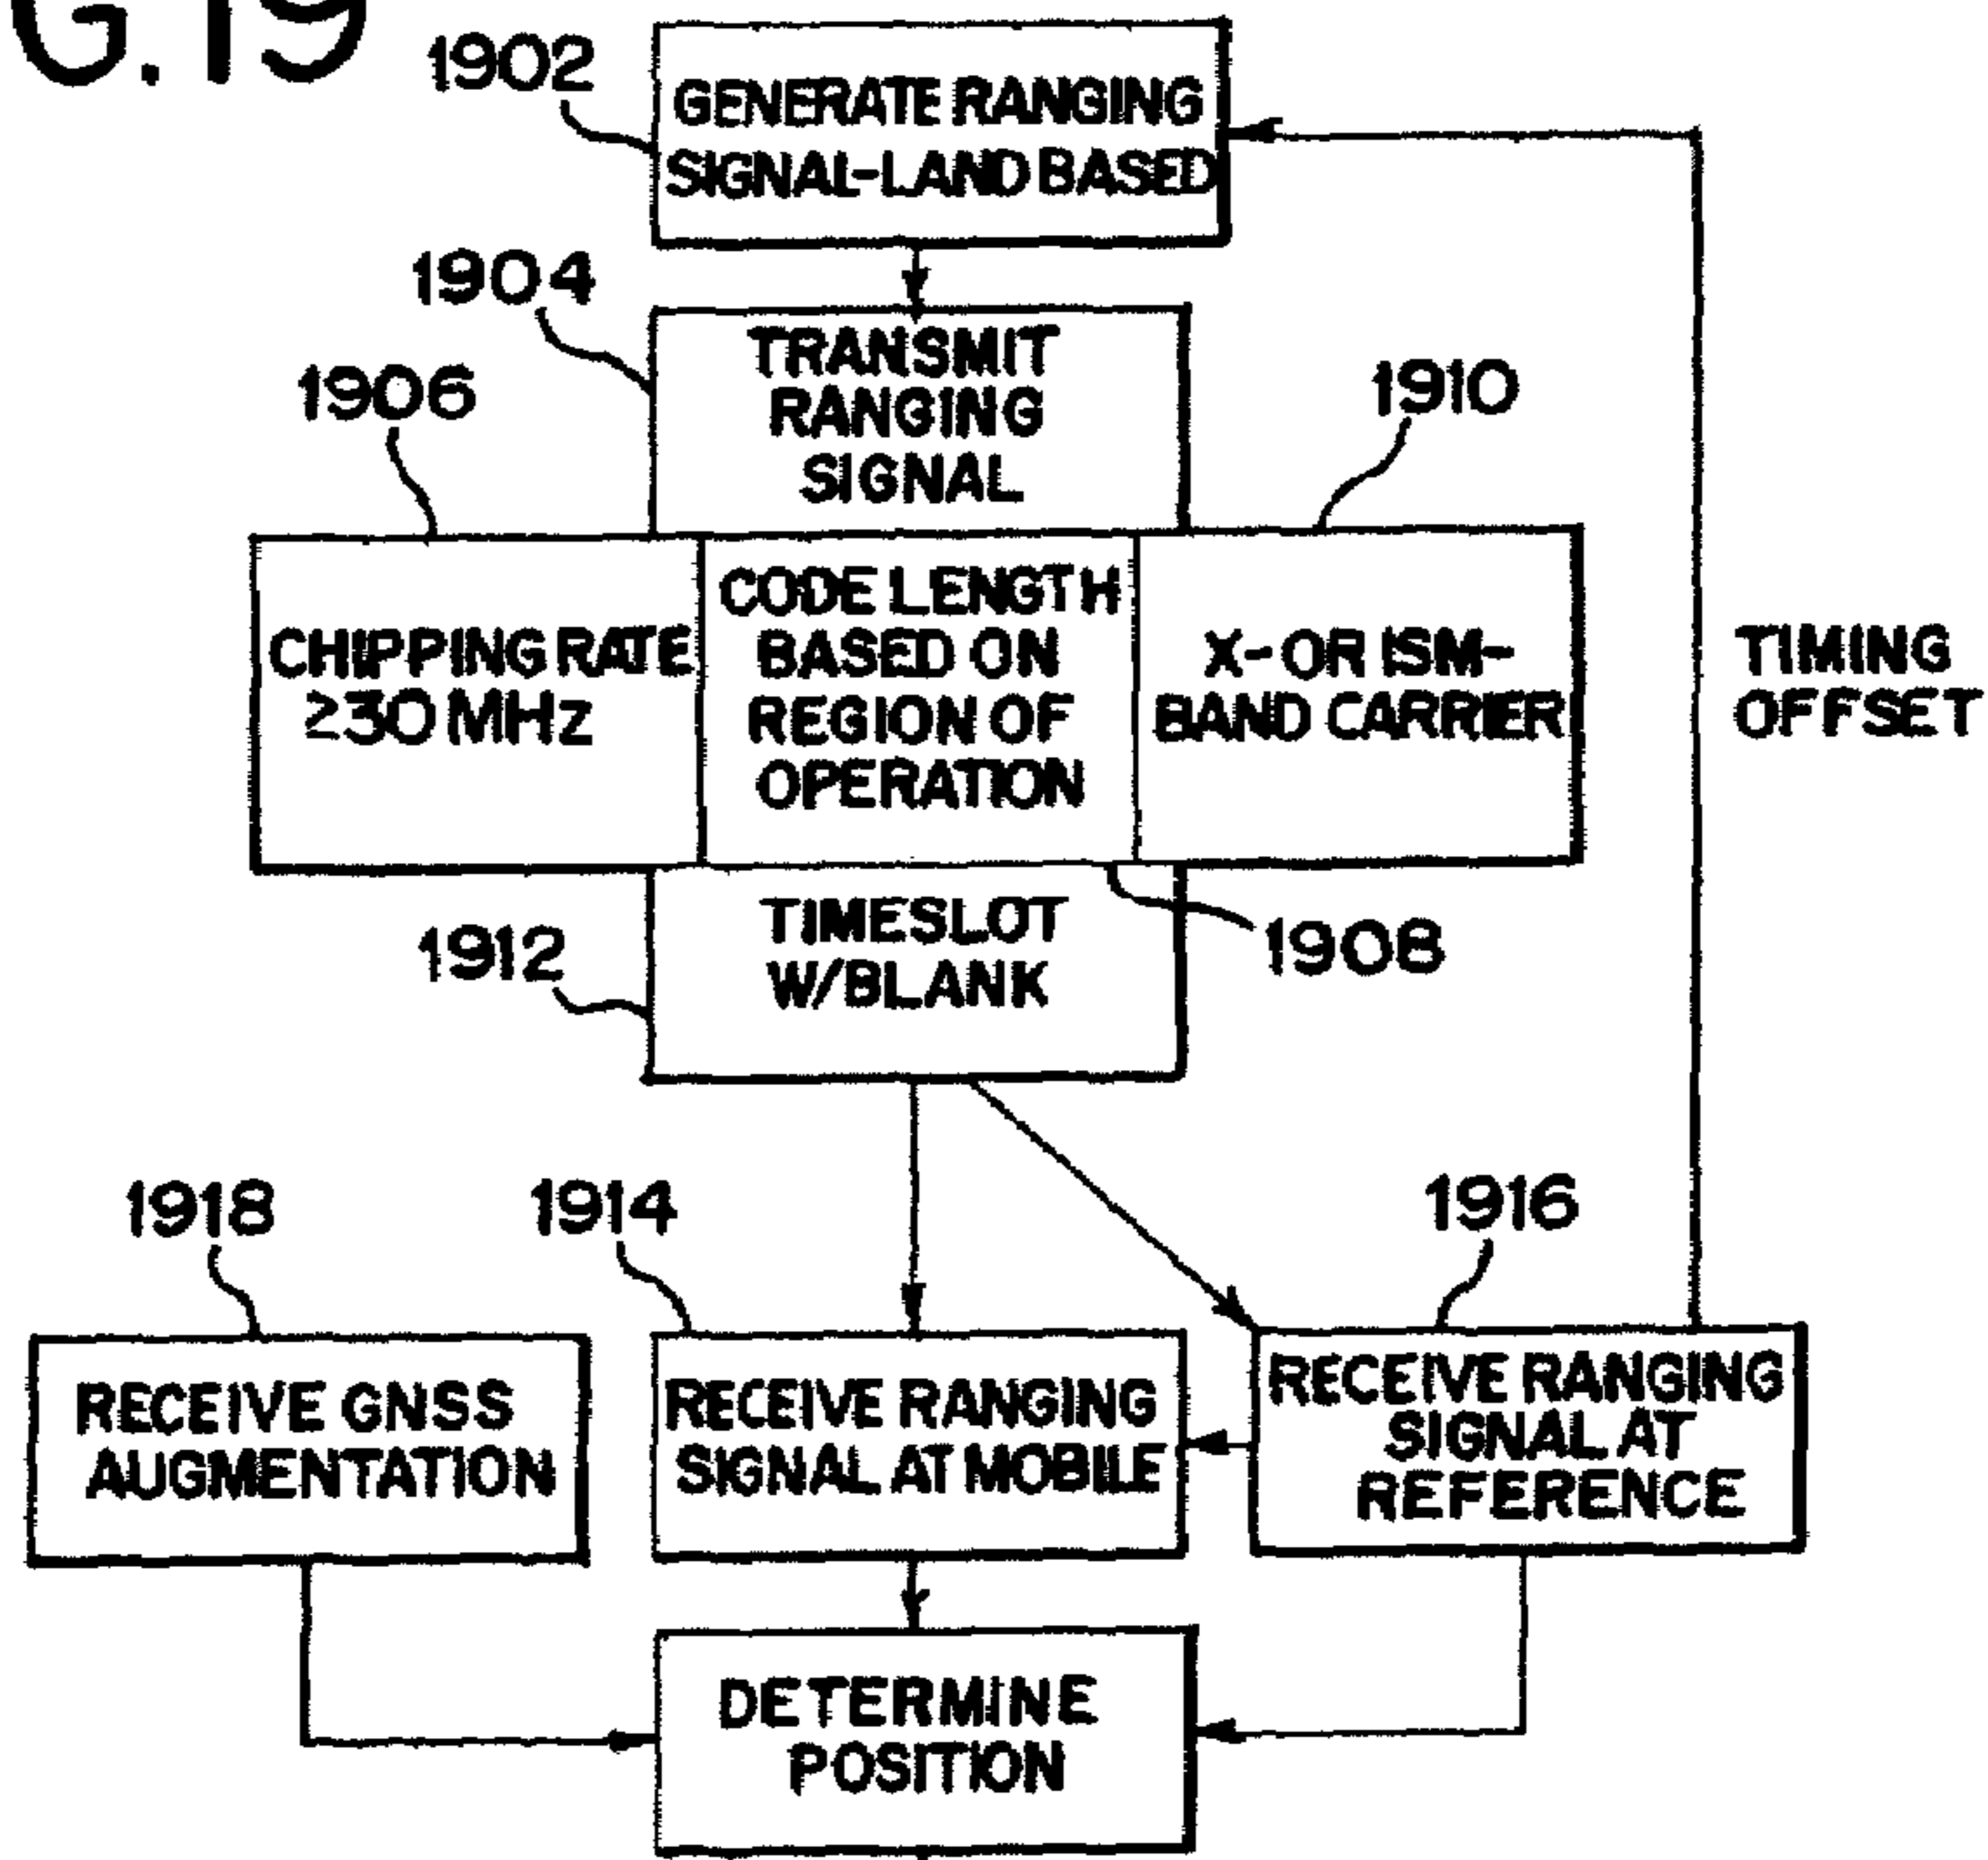 G.19
1902
GENERATE RANGING
SIGNAL-LAND BASED
1904
TRANSMIT
RANGING
SIGNAL
1906
1910
CHIPPING RATE
≥30 MHz
CODE LENGTH
BASED ON
REGION OF
OPERATION
X- OR ISM-
BAND CARRIER
TIMING
OFFSET
1912
TIMESLOT
W/BLANK
1908
1918
1914
1916
RECEIVE GNSS
AUGMENTATION
RECEIVE RANGING
SIGNAL AT MOBILE
RECEIVE RANGING
SIGNAL AT
REFERENCE
DETERMINE
POSITION